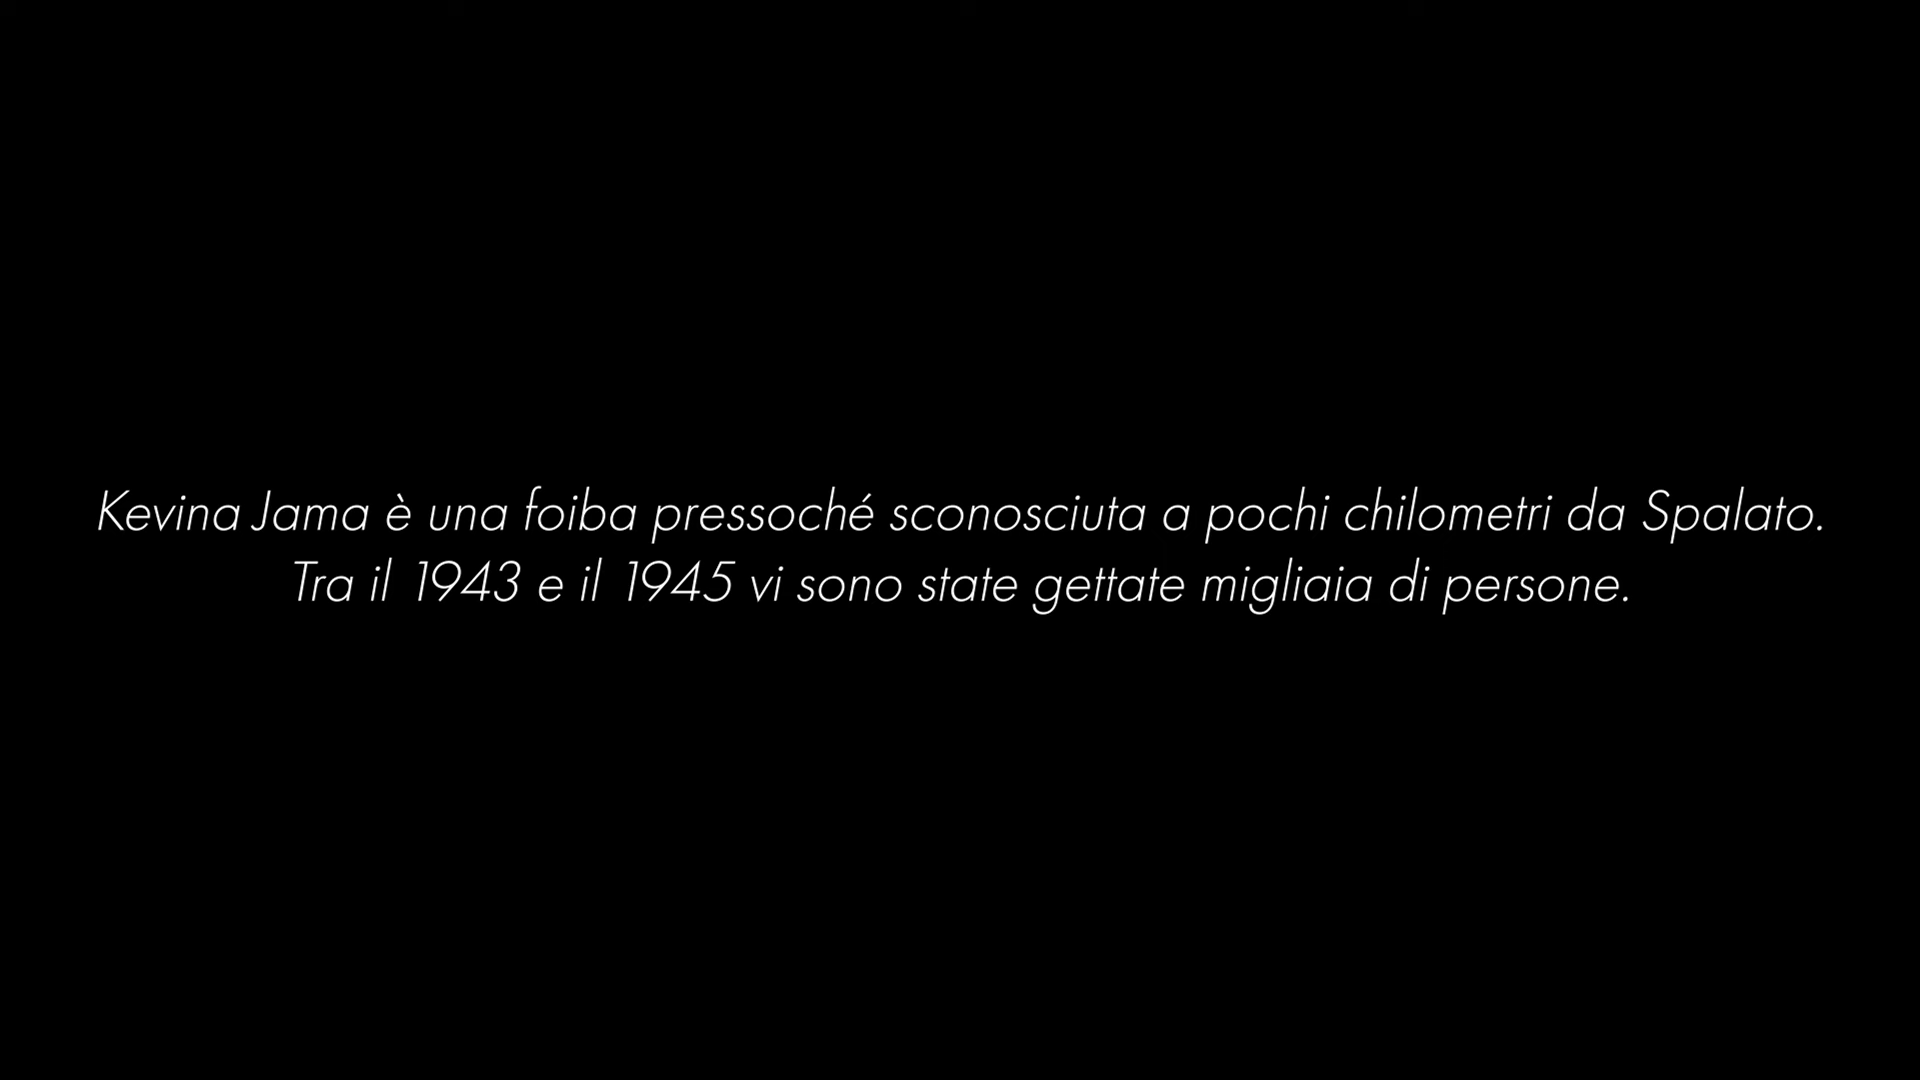 Kevina Jama è una foiba pressoché sconosciuta a pochi chilometri da Spalato.
Tra il 1943 e il 1945 vi sono state gettate migliaia di persone.